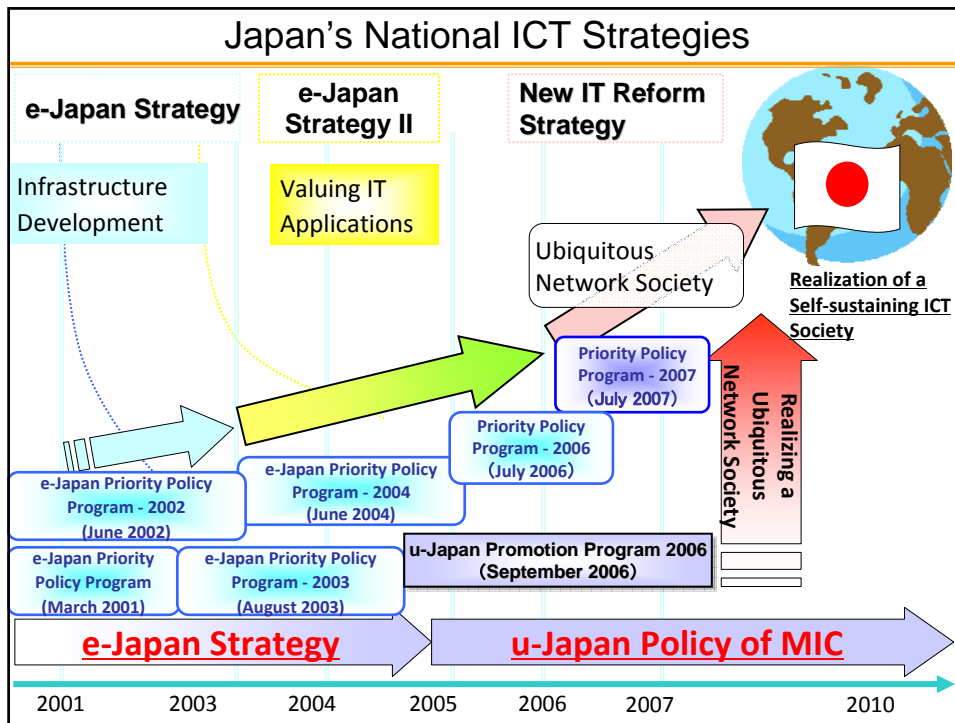 Japan's National ICT Strategies
e-Japan Strategy
e-Japan
Strategy II
New IT Reform
Strategy
Infrastructure
Development
Valuing IT
Applications
Ubiquitous
Network Society
Realization of a
Self-sustaining ICT
Society
Priority Policy
Program - 2007
(July 2007)
Priority Policy
Program - 2006
(July 2006)
e-Japan Priority Policy
Program - 2004
(June 2004)
e-Japan Priority Policy
Program - 2002
(June 2002)
e-Japan Priority
Policy Program
(March 2001)
e-Japan Priority Policy
Program - 2003
(August 2003)
u-Japan Promotion Program 2006
(September 2006)
Realizing a
Ubiquitous
Network Society
e-Japan Strategy
u-Japan Policy of MIC
2001
2003
2004
2005
2006
2007
2010